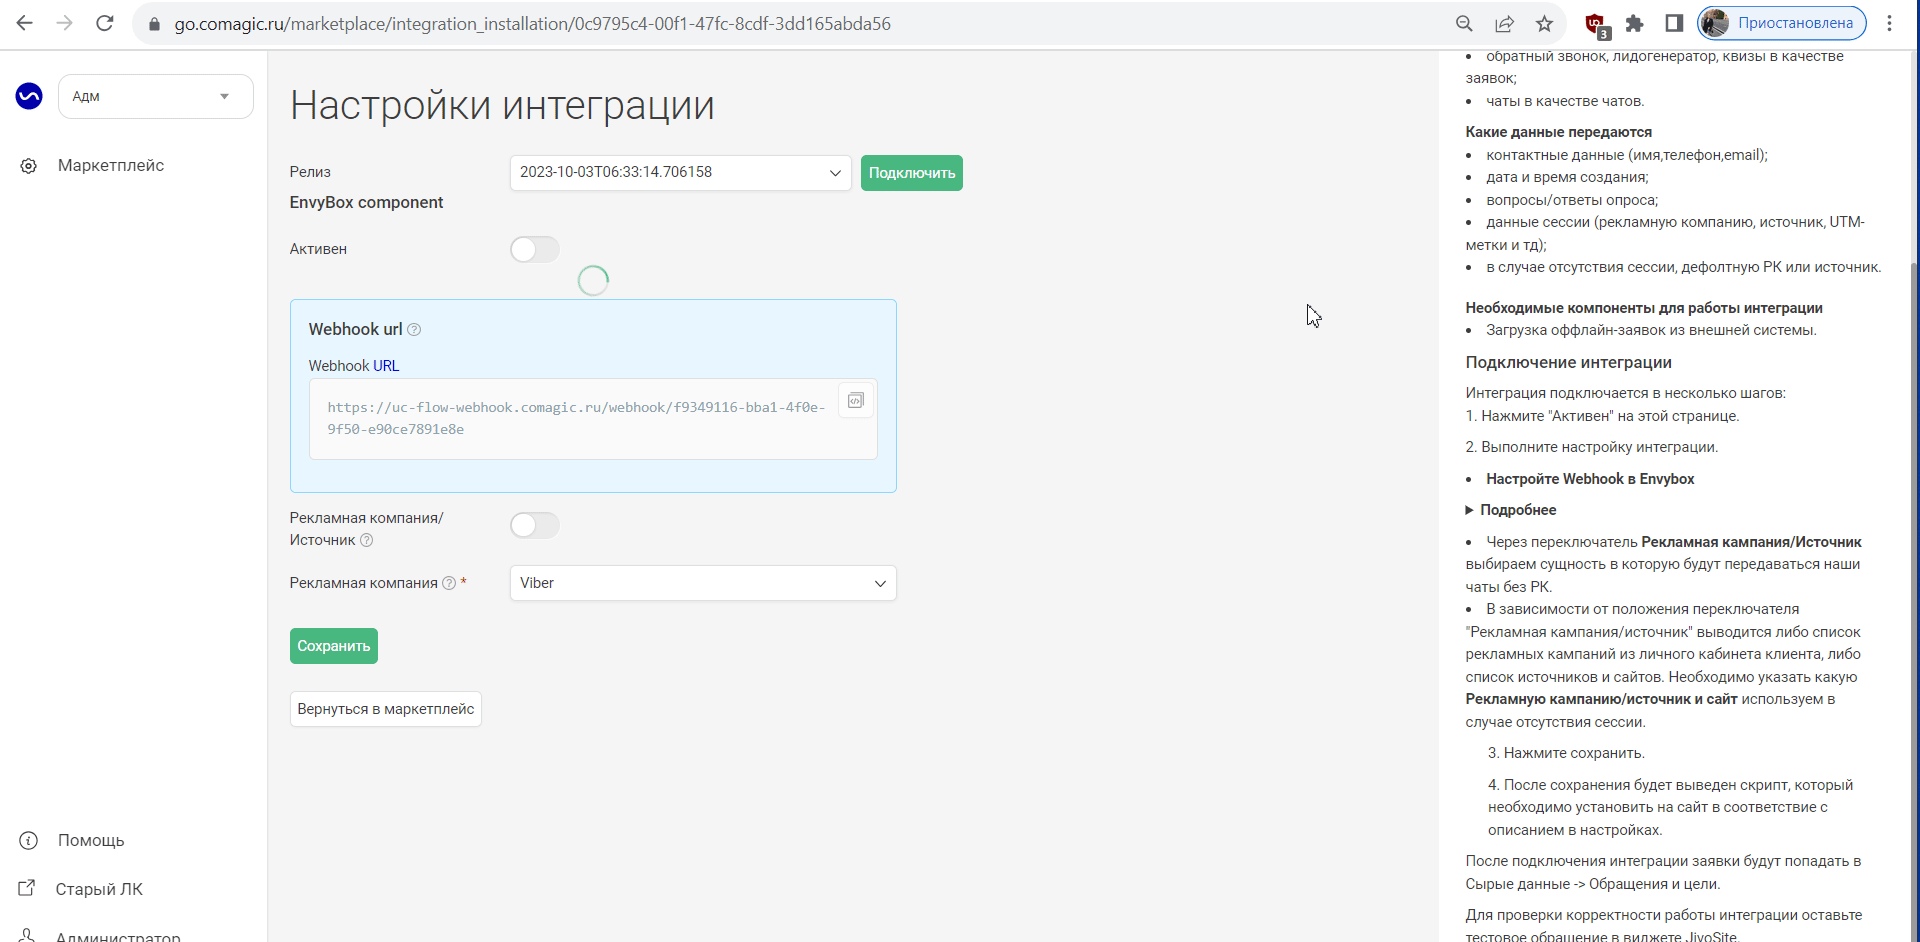 go.comagic.ru/marketplace/integration_installation/0c9795c4-00f1-47fc-8cdf-3dd165abda56
3
Приостановлена
Адм
Маркетплейс
Помощь
Старый ЛК
Администратор
Настройки интеграции
Релиз
2023-10-03T06:33:14.706158
Подключить
EnvyBox component
Активен
Webhook url
Webhook URL
https://uc-flow-webhook.comagic.ru/webhook/f9349116-bba1-4f0e-
9f50-e90ce7891e8e
Рекламная компания/
Источник
Рекламная компания *
Viber
Сохранить
Вернуться в маркетплейс
• обратный звонок, лидогенератор, квизы в качестве
заявок;
• чаты в качестве чатов.
Какие данные передаются
• контактные данные (имя,телефон,email);
• дата и время создания;
• вопросы/ответы опроса;
• данные сессии (рекламную компанию, источник, UTM-
метки и тд);
• в случае отсутствия сессии, дефолтную РК или источник.
Необходимые компоненты для работы интеграции
• Загрузка оффлайн-заявок из внешней системы.
Подключение интеграции
Интеграция подключается в несколько шагов:
1. Нажмите "Активен" на этой странице.
2. Выполните настройку интеграции.
• Настройте Webhook в Envybox
▶ Подробнее
• Через переключатель Рекламная кампания/Источник
выбираем сущность в которую будут передаваться наши
чаты без РК.
• В зависимости от положения переключателя
"Рекламная кампания/источник" выводится либо список
рекламных кампаний из личного кабинета клиента, либо
список источников и сайтов. Необходимо указать какую
Рекламную кампанию/источник и сайт используем в
случае отсутствия сессии.
3. Нажмите сохранить.
4. После сохранения будет выведен скрипт, который
необходимо установить на сайт в соответствие с
описанием в настройках.
После подключения интеграции заявки будут попадать в
Сырые данные -> Обращения и цели.
Для проверки корректности работы интеграции оставьте
тестовое обращение в виджете JivoSite.